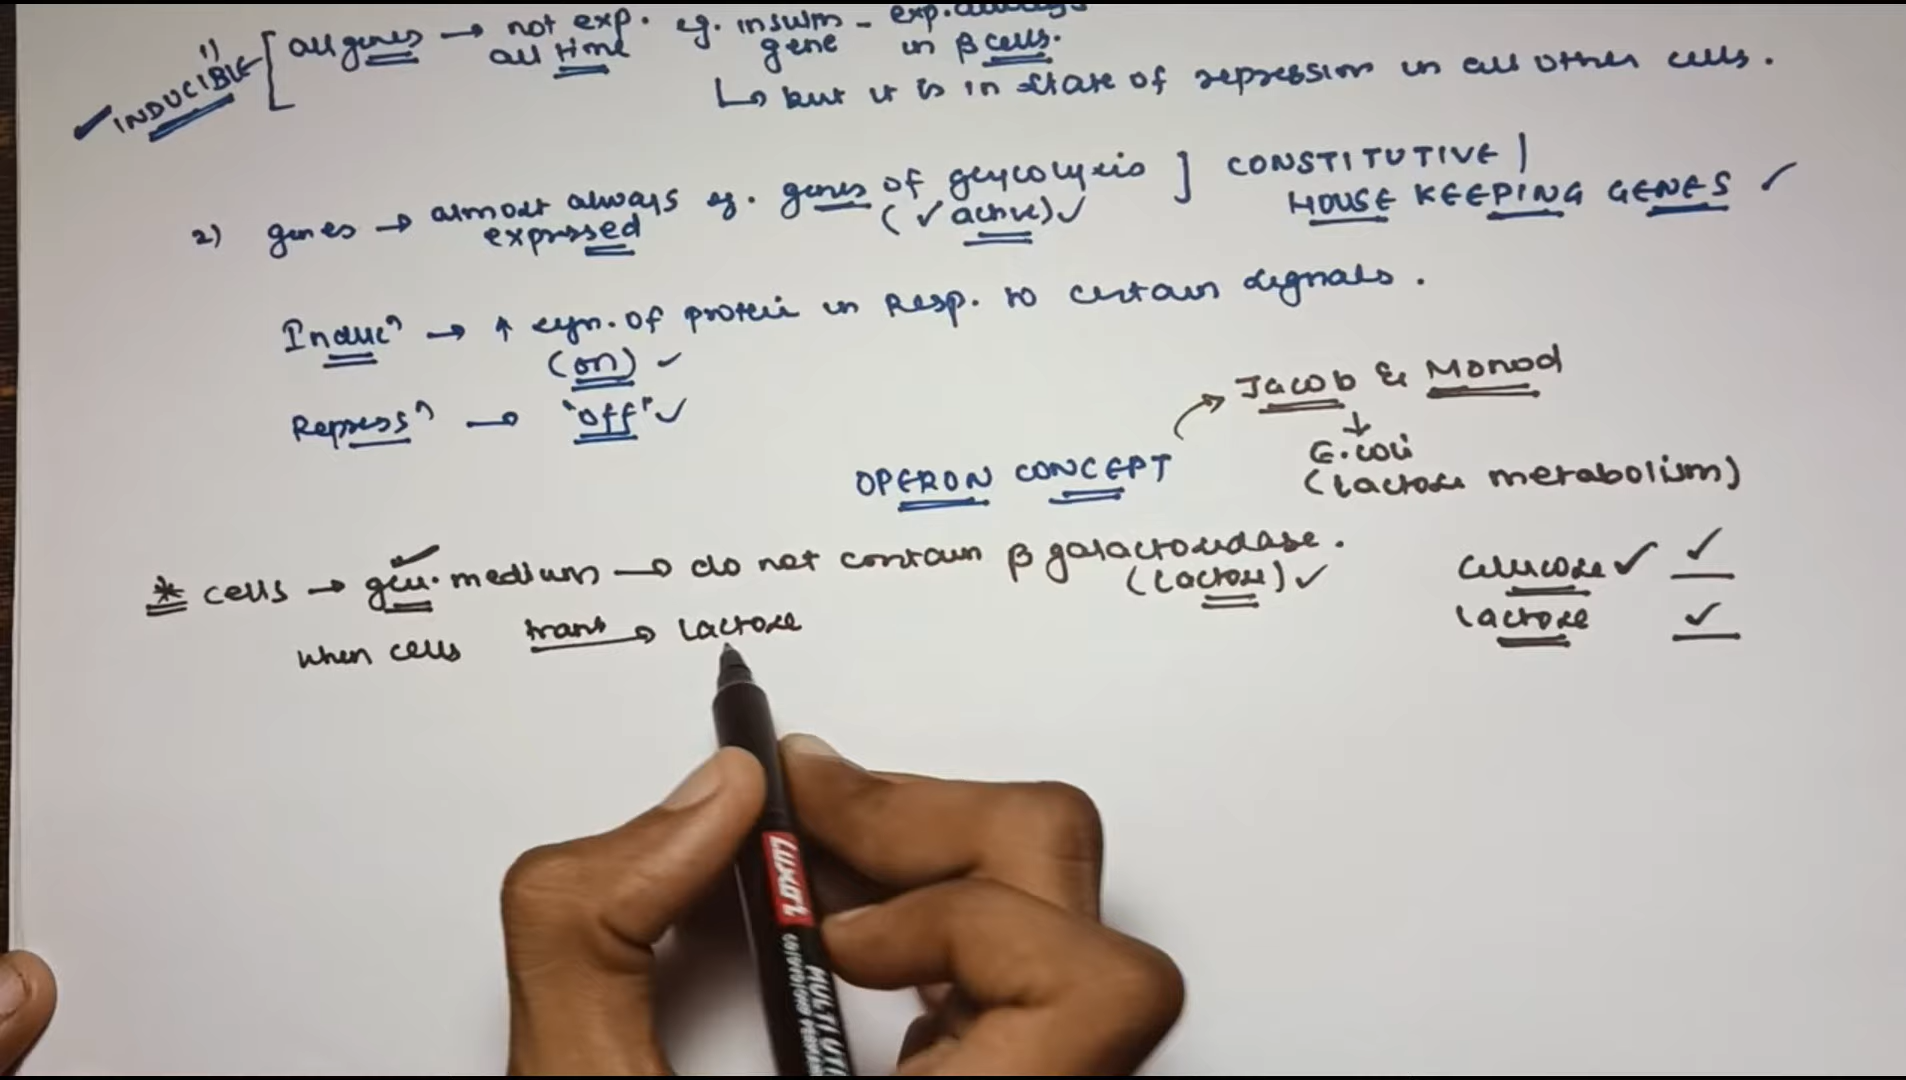 1) all genes → not exp. eg. insulin - exp. always
INDUCIBLE all time gene in β cells.
↳ but it is in state of repression in all other cells.
2) genes → almost always eg. genes of glycolysis ] CONSTITUTIVE |
expressed (✓ active) ✓ HOUSE KEEPING GENES ✓
Inducⁿ → ↑ syn. of protein in Resp. to certain signals.
(on) ✓
Repressⁿ → "off" ✓
Jacob & Monod
↓
E.coli
OPERON CONCEPT
(Lactose metabolism)
* cells → glu. medium → do not contain β galactosidase.
(Lactose) ✓
Glucose ✓ ✓
Lactose ✓
when cells trans → Lactose
LUXOR